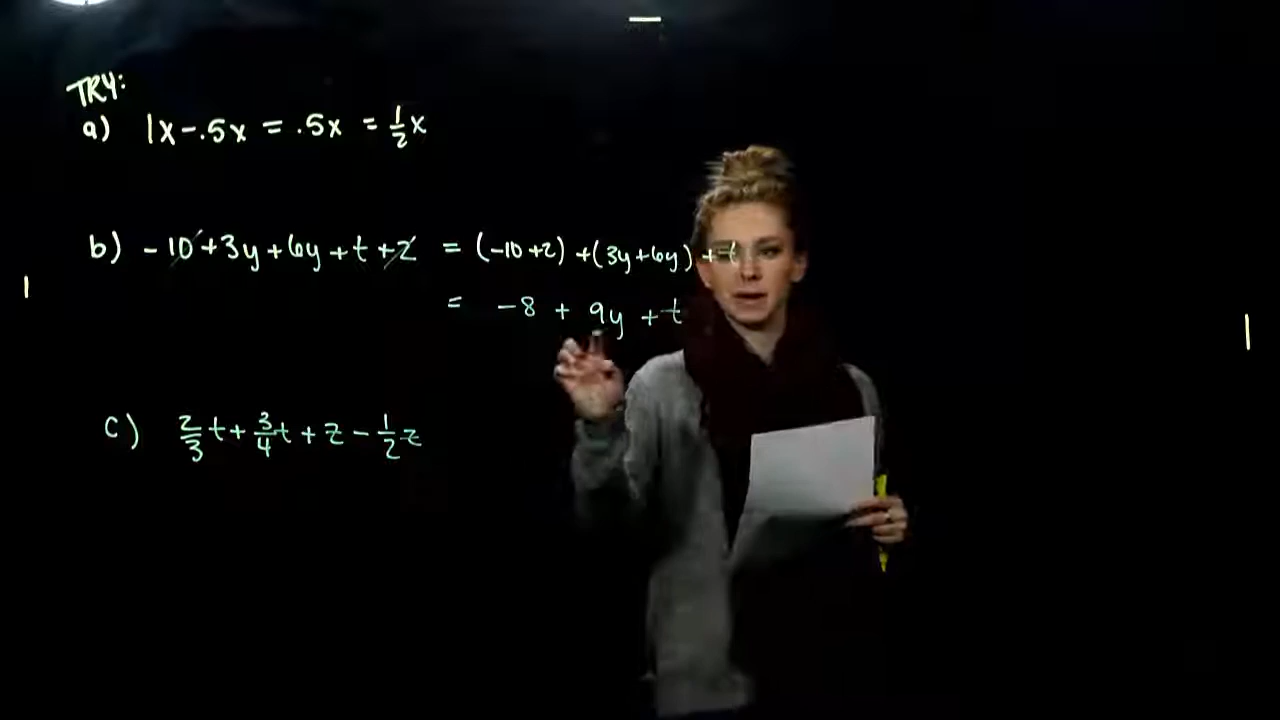 TRY:
a) 1x-.5x = .5x = 1/2x
b) -10+3y+6y+t+2 = (-10+2)+(3y+6y)+t
= -8 + 9y + t
c) 2/3t+3/4t+z-1/2z